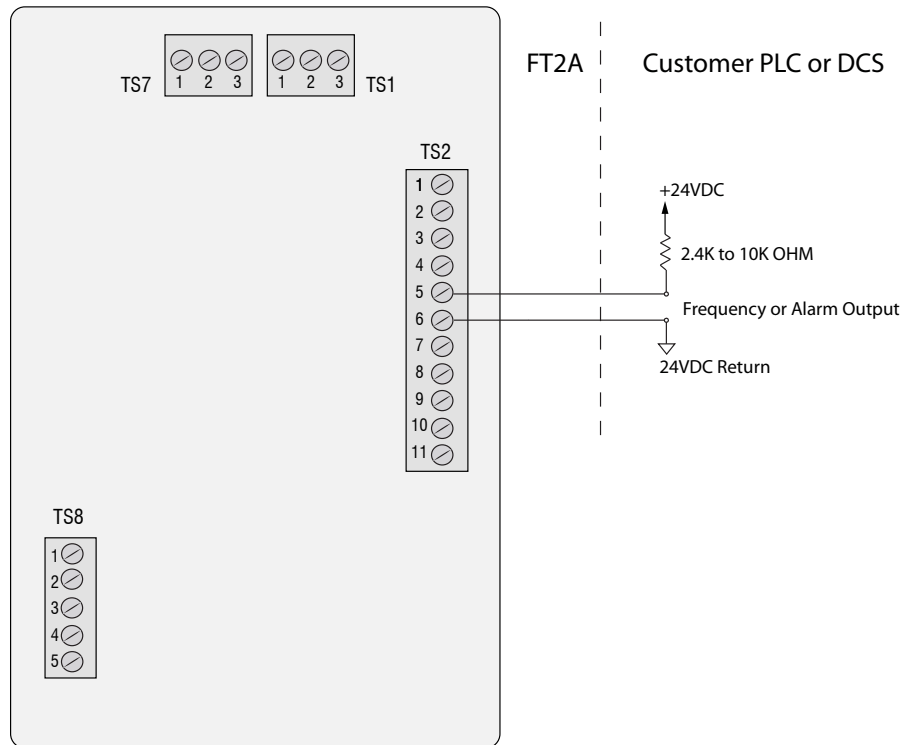 FT2A
Customer PLC or DCS
TS7
1 2 3
1 2 3
TS1
TS2
1
2
3
4
5
6
7
8
9
10
11
+24VDC
2.4K to 10K OHM
Frequency or Alarm Output
24VDC Return
TS8
1
2
3
4
5